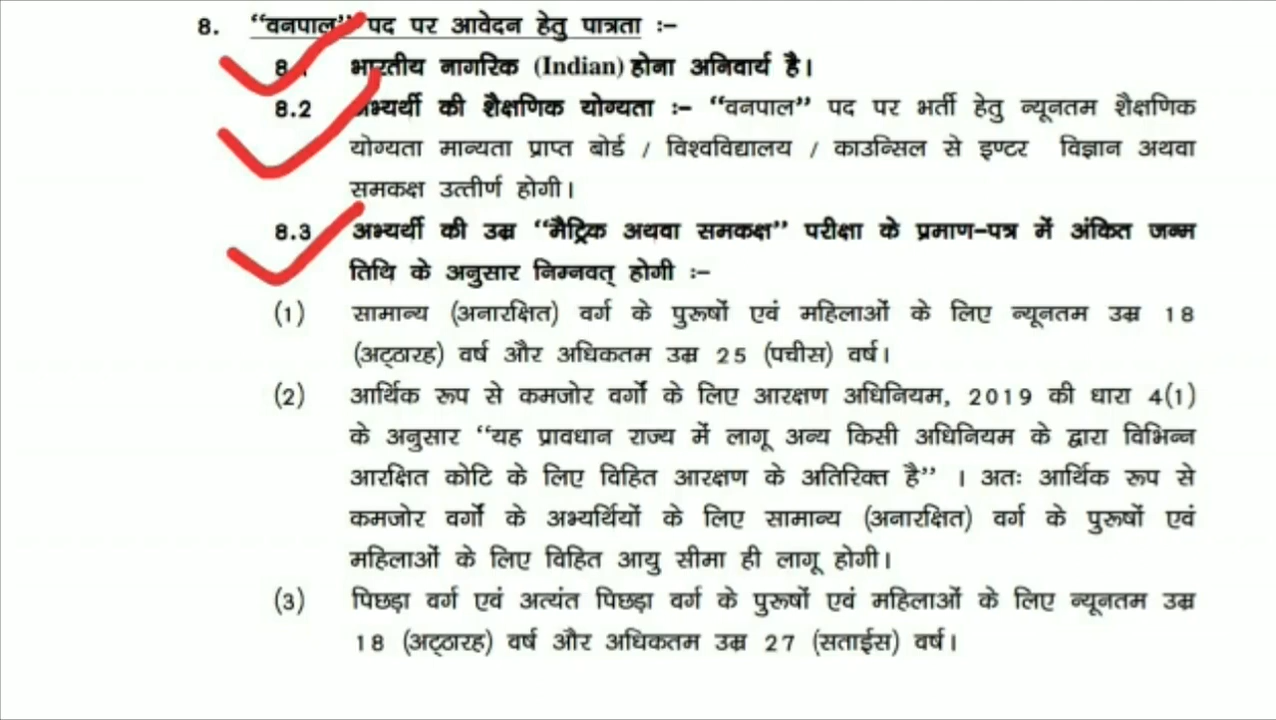 8. “वनपाल” पद पर आवेदन हेतु पात्रता :–
8. भारतीय नागरिक (Indian) होना अनिवार्य है।
8.2 अभ्यर्थी की शैक्षणिक योग्यता :– “वनपाल” पद पर भर्ती हेतु न्यूनतम शैक्षणिक
योग्यता मान्यता प्राप्त बोर्ड / विश्वविद्यालय / काउन्सिल से इण्टर विज्ञान अथवा
समकक्ष उत्तीर्ण होगी।
8.3 अभ्यर्थी की उम्र “मैट्रिक अथवा समकक्ष” परीक्षा के प्रमाण-पत्र में अंकित जन्म
तिथि के अनुसार निम्नवत् होगी :–
(1) सामान्य (अनारक्षित) वर्ग के पुरूषों एवं महिलाओं के लिए न्यूनतम उम्र 18
(अट्ठारह) वर्ष और अधिकतम उम्र 25 (पचीस) वर्ष।
(2) आर्थिक रूप से कमजोर वर्गों के लिए आरक्षण अधिनियम, 2019 की धारा 4(1)
के अनुसार “यह प्रावधान राज्य में लागू अन्य किसी अधिनियम के द्वारा विभिन्न
आरक्षित कोटि के लिए विहित आरक्षण के अतिरिक्त है” । अतः आर्थिक रूप से
कमजोर वर्गों के अभ्यर्थियों के लिए सामान्य (अनारक्षित) वर्ग के पुरूषों एवं
महिलाओं के लिए विहित आयु सीमा ही लागू होगी।
(3) पिछड़ा वर्ग एवं अत्यंत पिछड़ा वर्ग के पुरूषों एवं महिलाओं के लिए न्यूनतम उम्र
18 (अट्ठारह) वर्ष और अधिकतम उम्र 27 (सताईस) वर्ष।